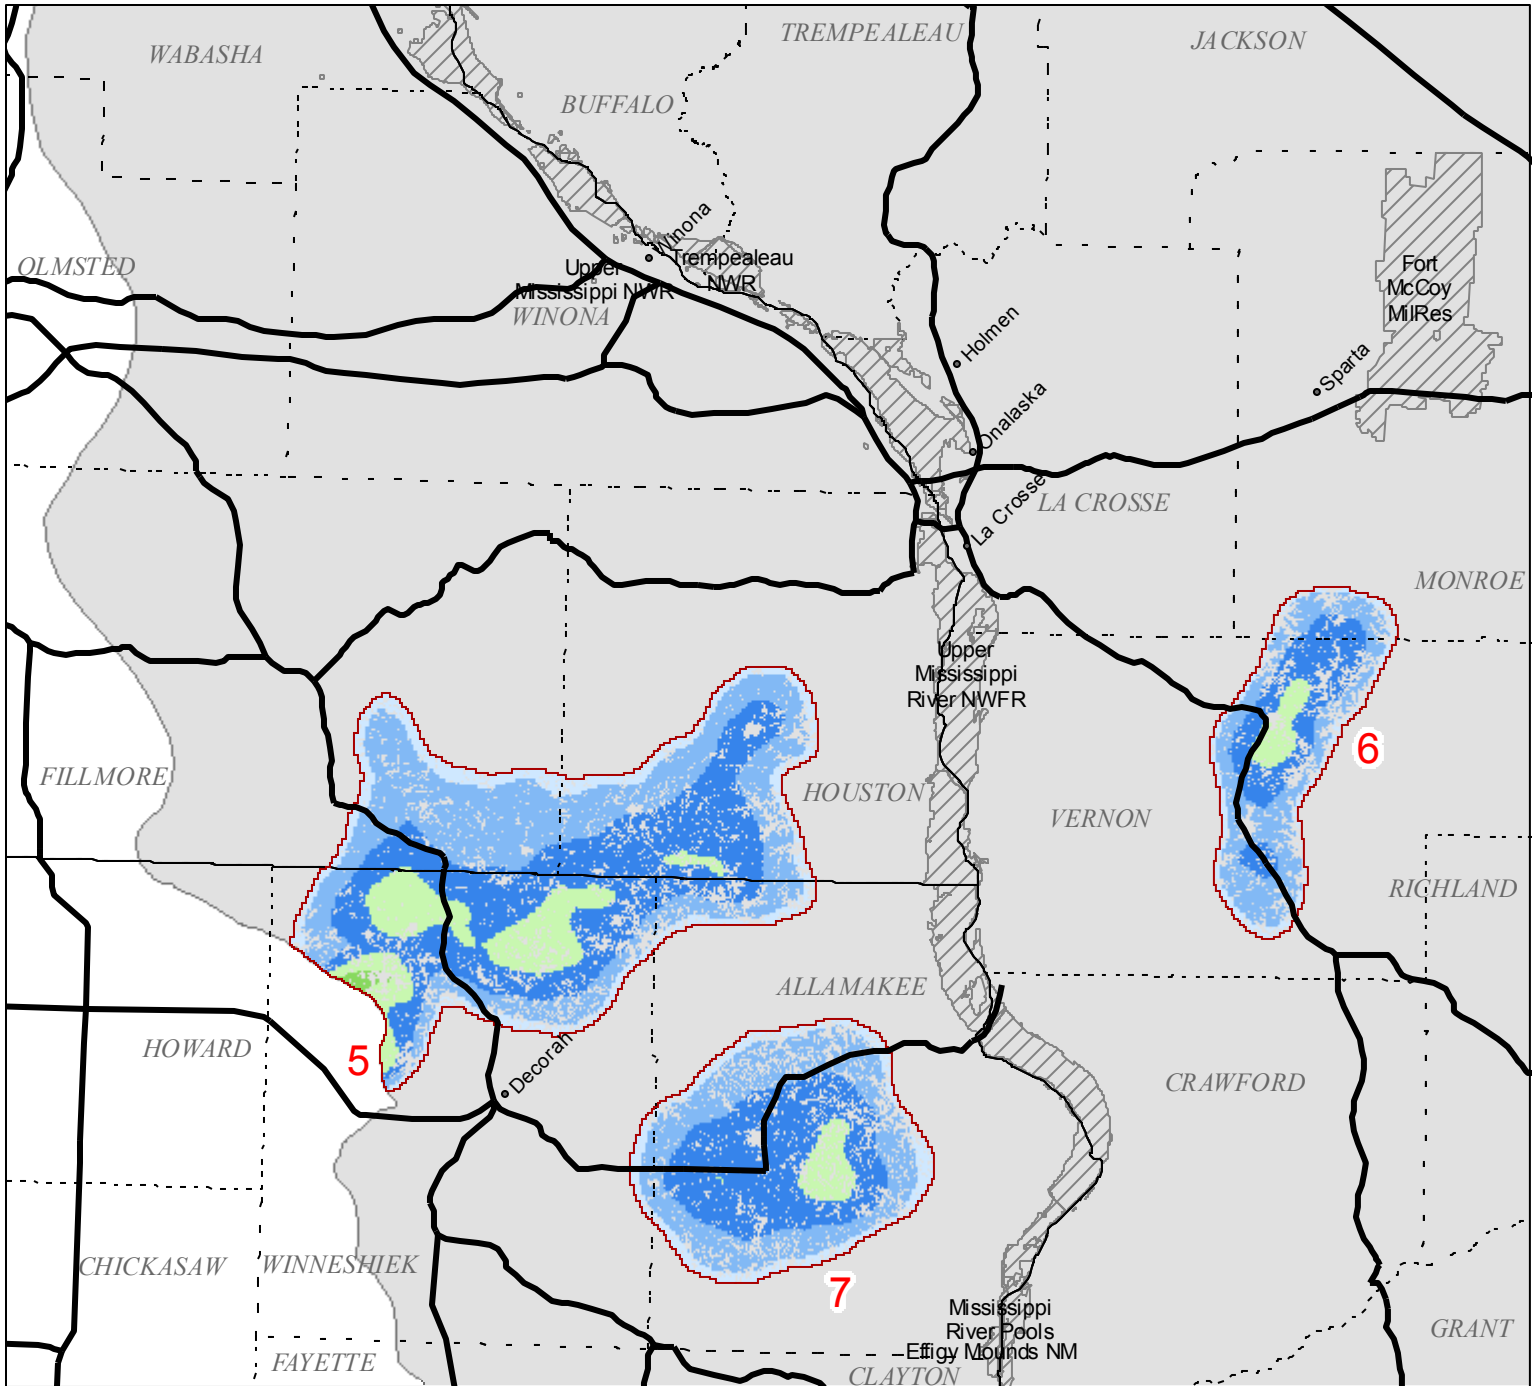 TREMPEALEAU
JACKSON
WABASHA
BUFFALO
Winona
OLMSTED
Upper
Mississippi NWR
Trempealeau
NWR
Fort
McCoy
MilRes
WINONA
Holmen
Sparta
Onalaska
La Crosse
LA CROSSE
MONROE
Upper
Mississippi
River NWFR
6
FILLMORE
HOUSTON
VERNON
RICHLAND
ALLAMAKEE
HOWARD
5
Decorah
CRAWFORD
CHICKASAW
WINNESHIEK
7
Mississippi
River Pools
Effigy Mounds NM
GRANT
FAYETTE
CLAYTON